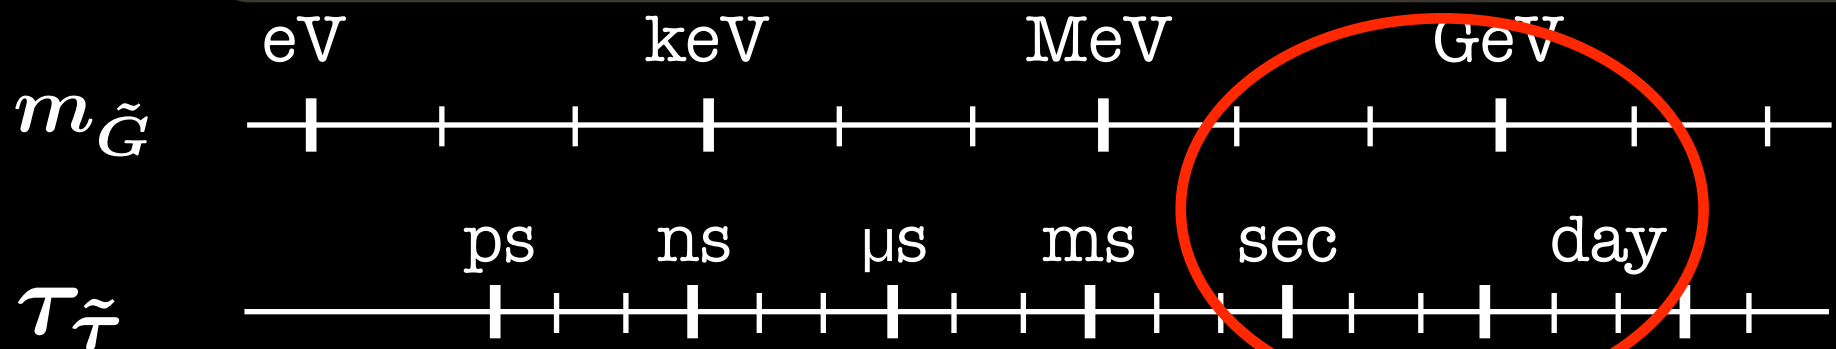 eV keV MeV GeV
m_G̃
ps ns µs ms sec day
τ_τ̃